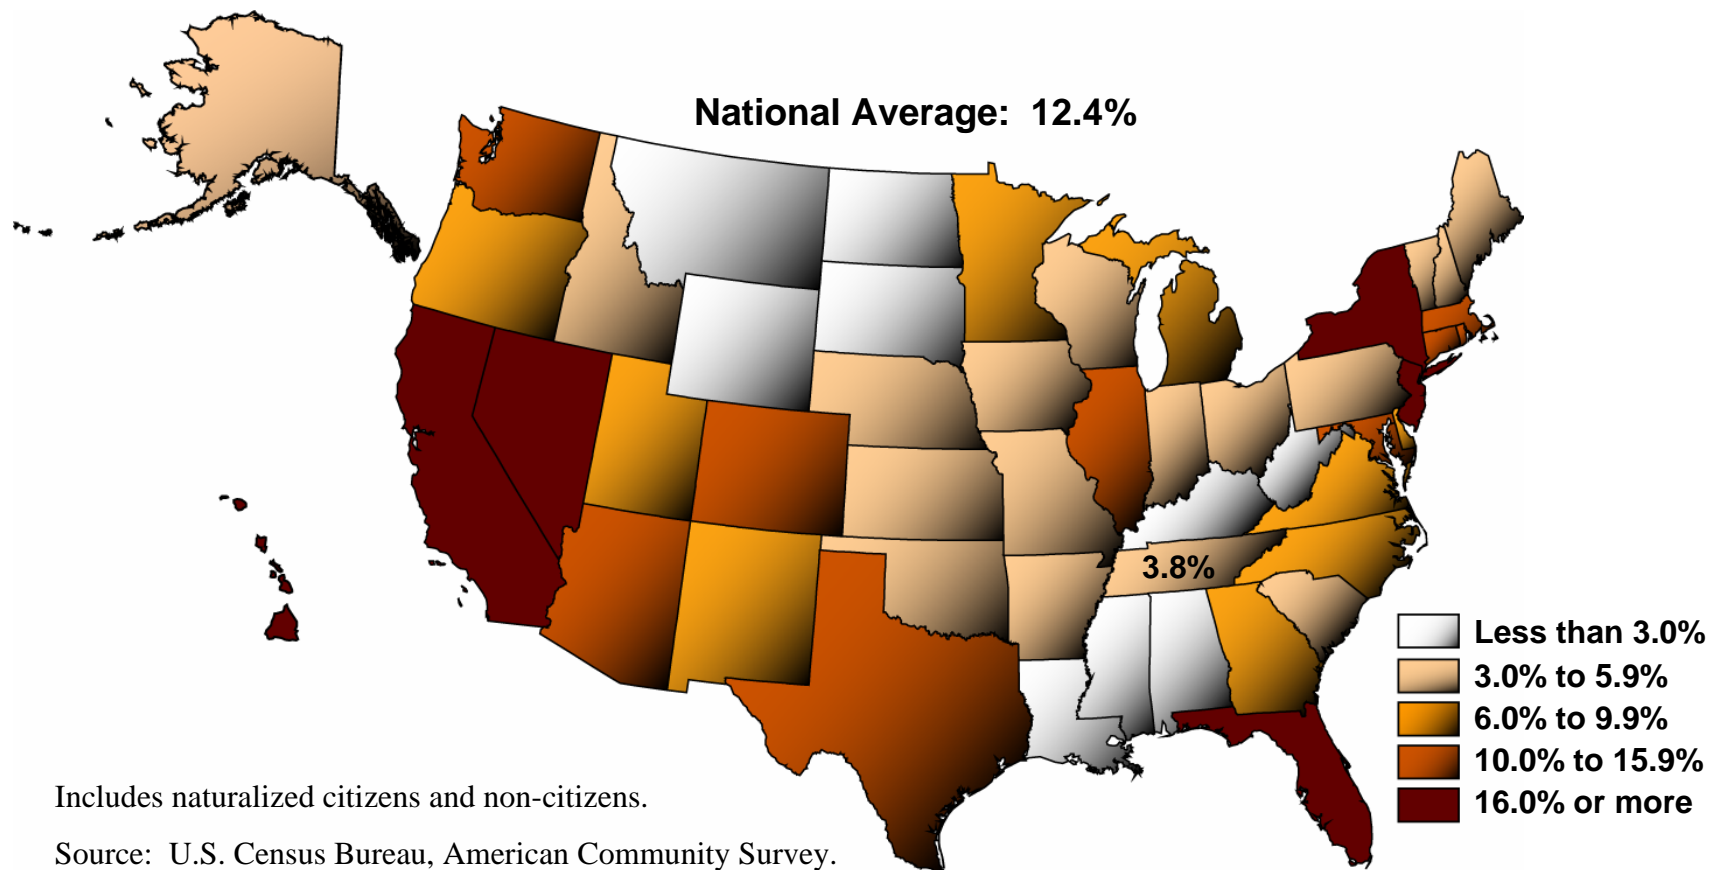 National Average: 12.4%
3.8%
Less than 3.0%
3.0% to 5.9%
6.0% to 9.9%
10.0% to 15.9%
16.0% or more
Includes naturalized citizens and non-citizens.
Source: U.S. Census Bureau, American Community Survey.